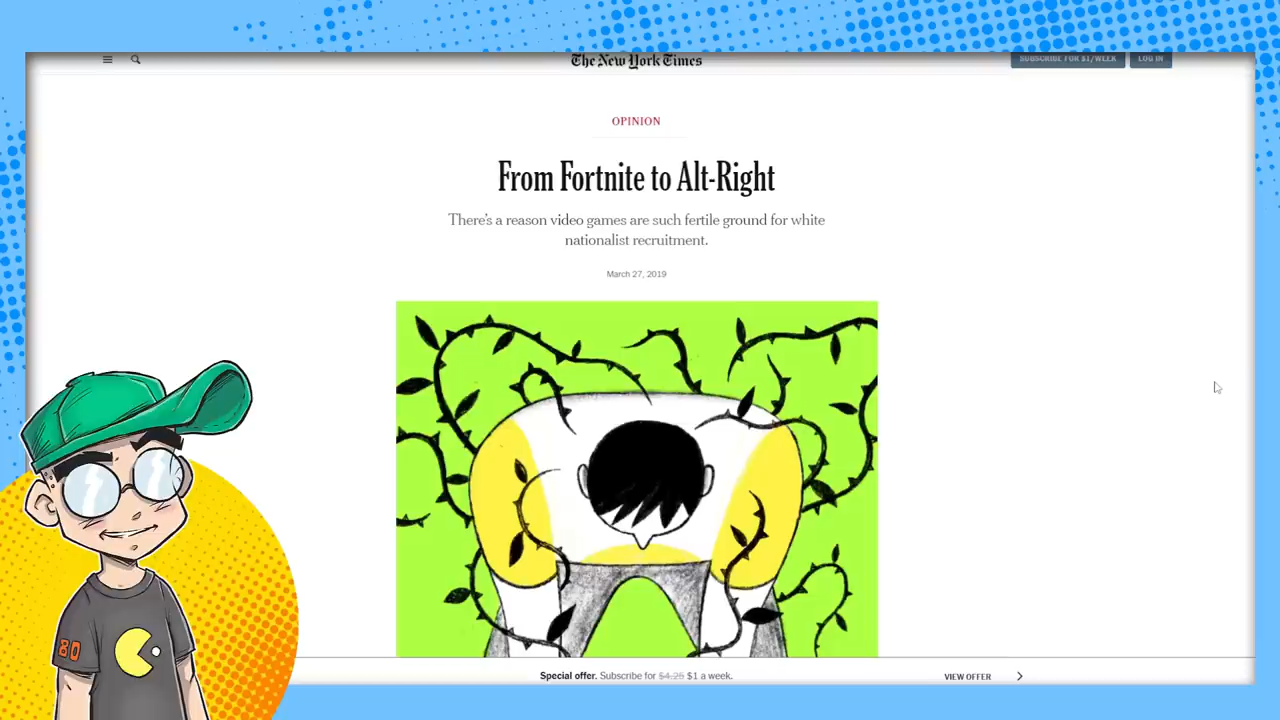 The New York Times
SUBSCRIBE FOR $1/WEEK
LOG IN
OPINION
From Fortnite to Alt-Right
There's a reason video games are such fertile ground for white
nationalist recruitment.
March 27, 2019
80
Special offer. Subscribe for $4.25 $1 a week.
VIEW OFFER